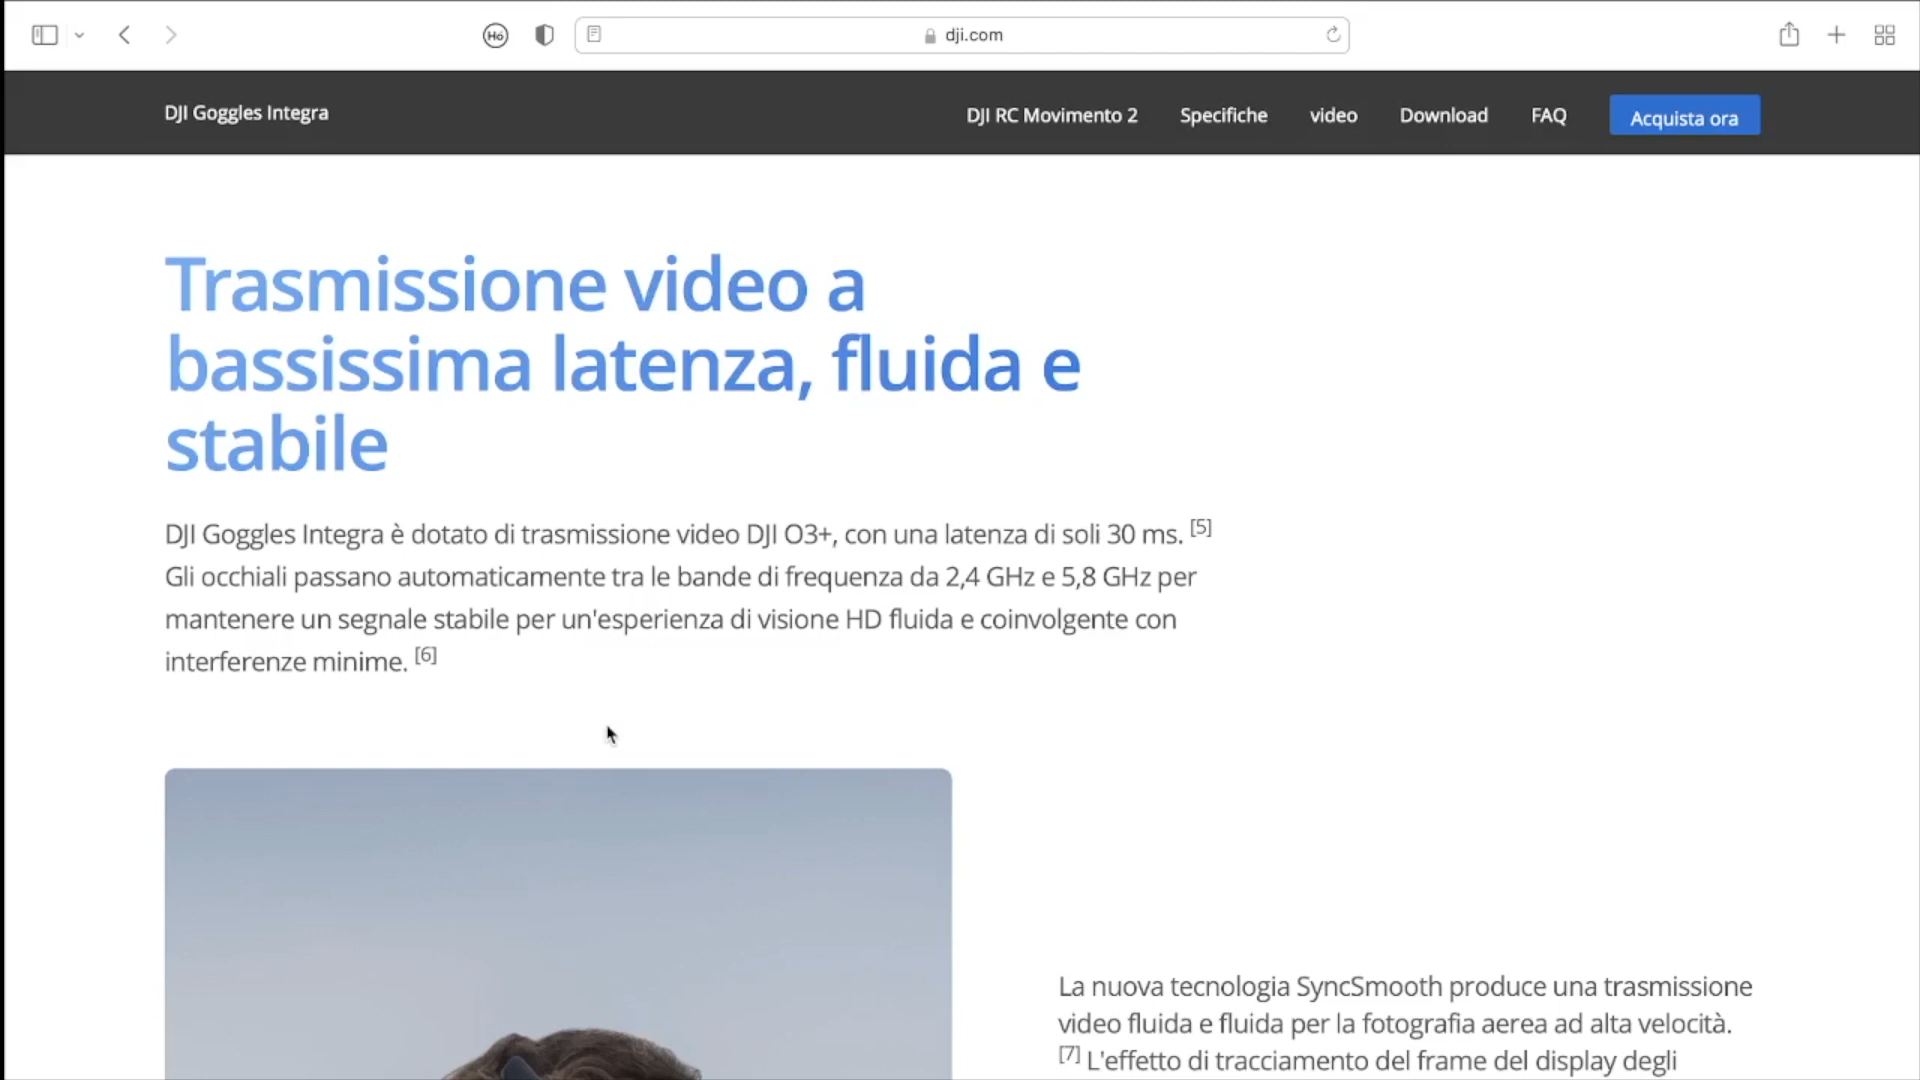 Hó
dji.com
DJI Goggles Integra
DJI RC Movimento 2
Specifiche
video
Download
FAQ
Acquista ora
Trasmissione video a
bassissima latenza, fluida e
stabile
DJI Goggles Integra è dotato di trasmissione video DJI O3+, con una latenza di soli 30 ms. [5]
Gli occhiali passano automaticamente tra le bande di frequenza da 2,4 GHz e 5,8 GHz per
mantenere un segnale stabile per un'esperienza di visione HD fluida e coinvolgente con
interferenze minime. [6]
La nuova tecnologia SyncSmooth produce una trasmissione
video fluida e fluida per la fotografia aerea ad alta velocità.
[7] L'effetto di tracciamento del frame del display degli